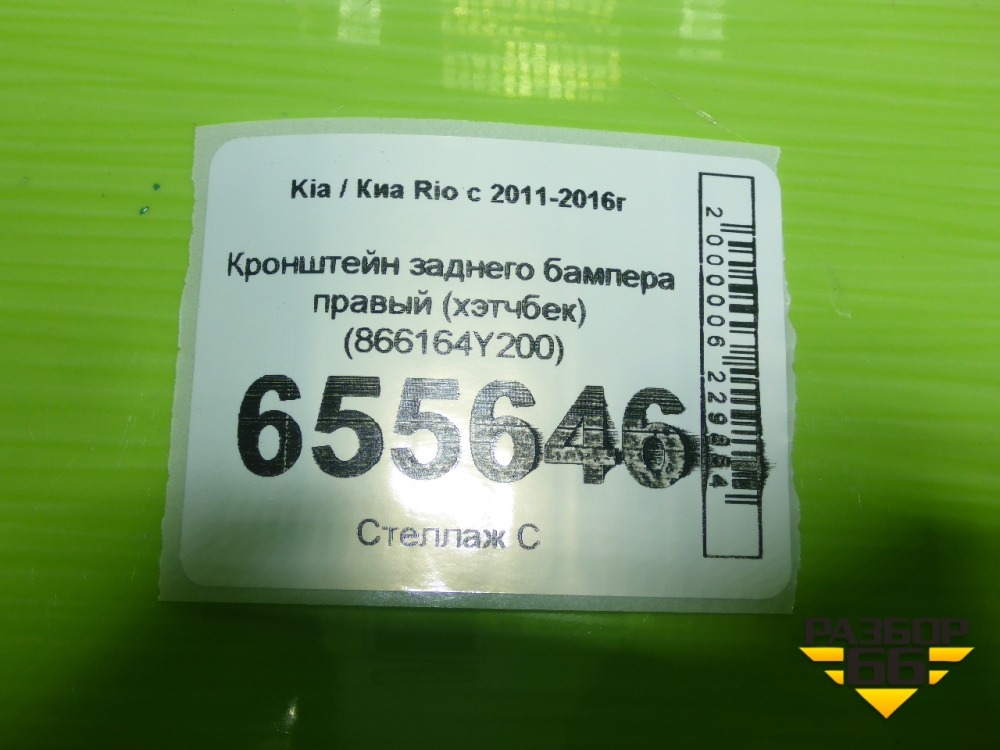 Kia / Киа Rio с 2011-2016г
Кронштейн заднего бампера
правый (хэтчбек)
(866164Y200)
655646
Стеллаж С
РАЗБОР
66